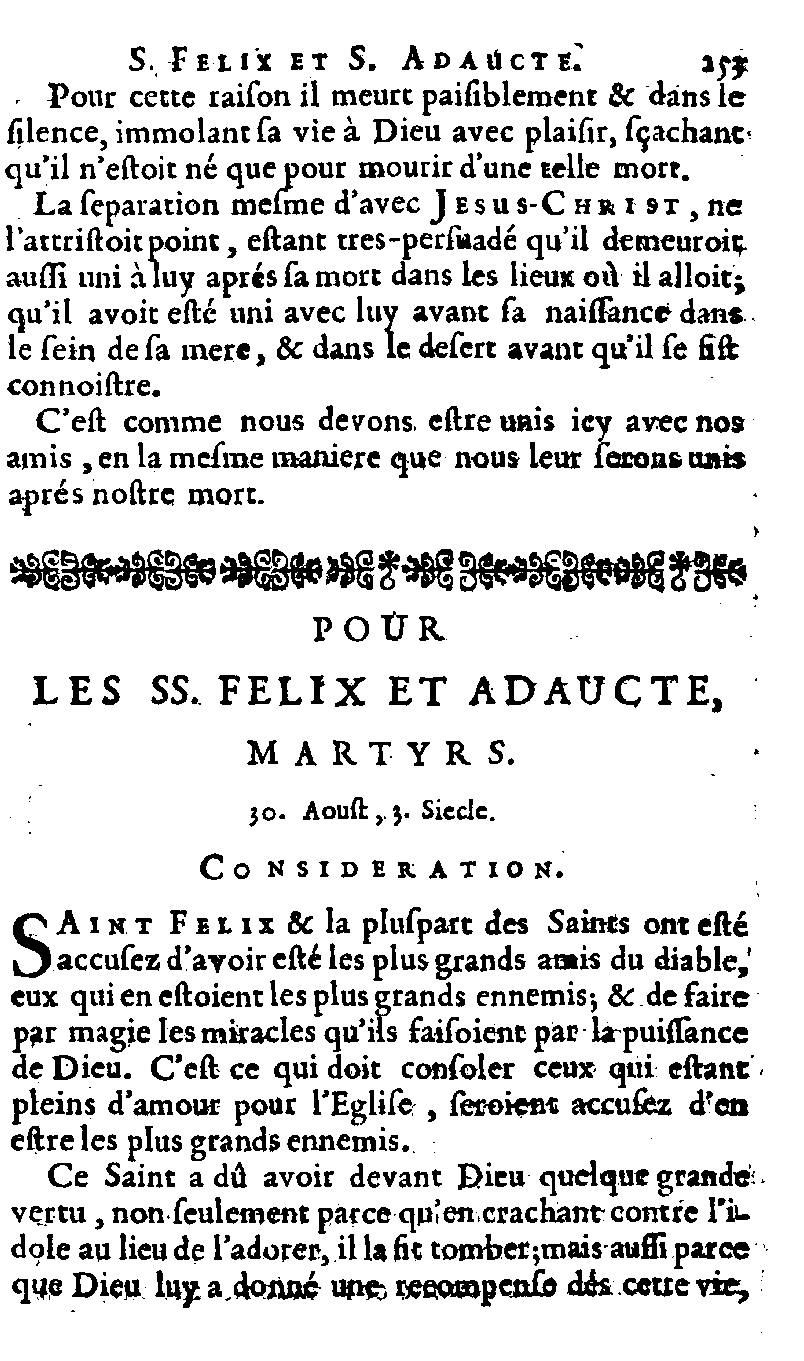 S. FELIX ET S. ADAUCTE. 253
Pour cette raiſon il meurt paiſiblement & dans le
ſilence, immolant ſa vie à Dieu avec plaiſir, ſçachant
qu'il n'eſtoit né que pour mourir d'une telle mort.
La ſeparation meſme d'avec JESUS-CHRIST, ne
l'attriſtoit point, eſtant tres-perſuadé qu'il demeuroit
auſſi uni à luy aprés ſa mort dans les lieux où il alloit;
qu'il avoit eſté uni avec luy avant ſa naiſſance dans
le ſein de ſa mere, & dans le deſert avant qu'il ſe fiſt
connoiſtre.
C'eſt comme nous devons eſtre unis icy avec nos
amis, en la meſme maniere que nous leur ſerons unis
aprés noſtre mort.
POUR
LES SS. FELIX ET ADAUCTE,
MARTYRS.
30. Aouſt, 3. Siecle.
CONSIDERATION.
SAINT FELIX & la pluſpart des Saints ont eſté
accuſez d'avoir eſté les plus grands amis du diable,
eux qui en eſtoient les plus grands ennemis; & de faire
par magie les miracles qu'ils faiſoient par la puiſſance
de Dieu. C'eſt ce qui doit conſoler ceux qui eſtant
pleins d'amour pour l'Egliſe, ſeroient accuſez d'en
eſtre les plus grands ennemis.
Ce Saint a dû avoir devant Dieu quelque grande
vertu, non ſeulement parce qu'en crachant contre l'i-
dole au lieu de l'adorer, il la fit tomber; mais auſſi parce
que Dieu luy a donné une recompenſe dés cette vie,